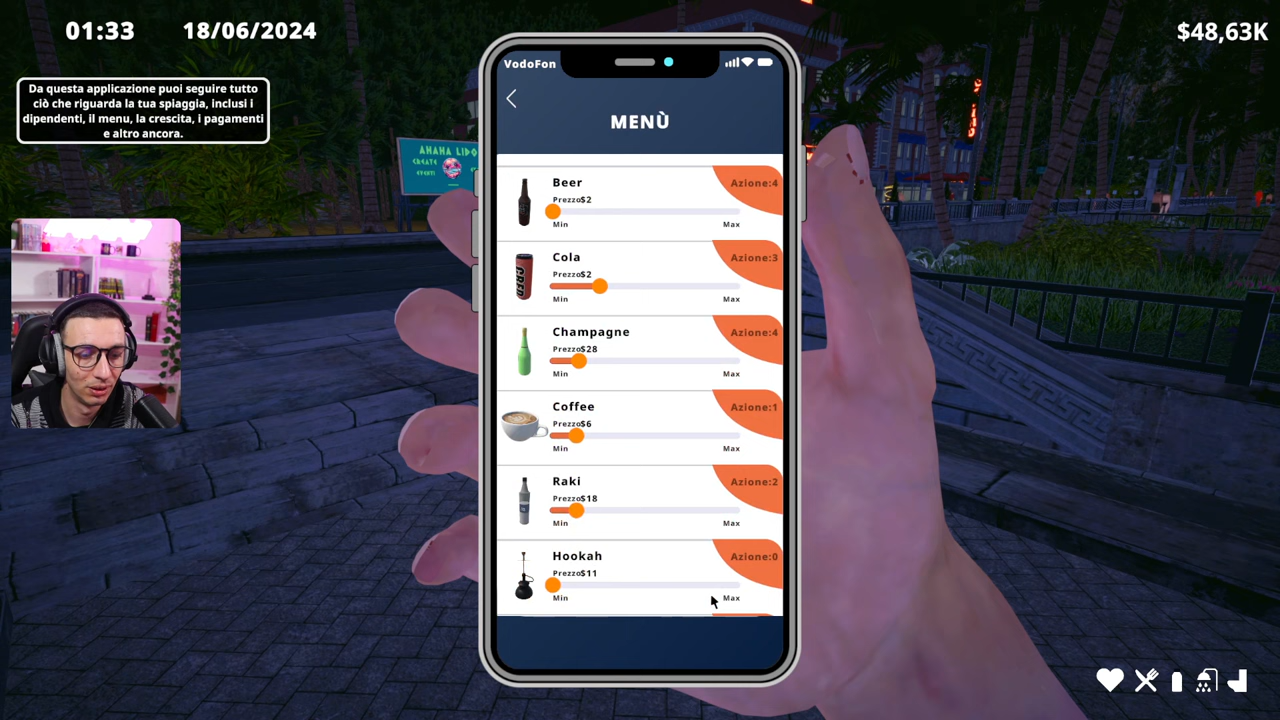 01:33
18/06/2024
$48,63K
Da questa applicazione puoi seguire tutto
ciò che riguarda la tua spiaggia, inclusi i
dipendenti, il menu, la crescita, i pagamenti
e altro ancora.
VodoFon
MENÙ
Beer
Azione:4
Prezzo$2
Min
Cola
Azione:3
Prezzo$2
Min
Max
Champagne
Azione:4
Prezzo$28
Min
Max
Coffee
Azione:1
Prezzo$6
Min
Max
Raki
Azione:2
Prezzo$18
Min
Max
Hookah
Azione:0
Prezzo$11
Min
Max
Max
CREATE